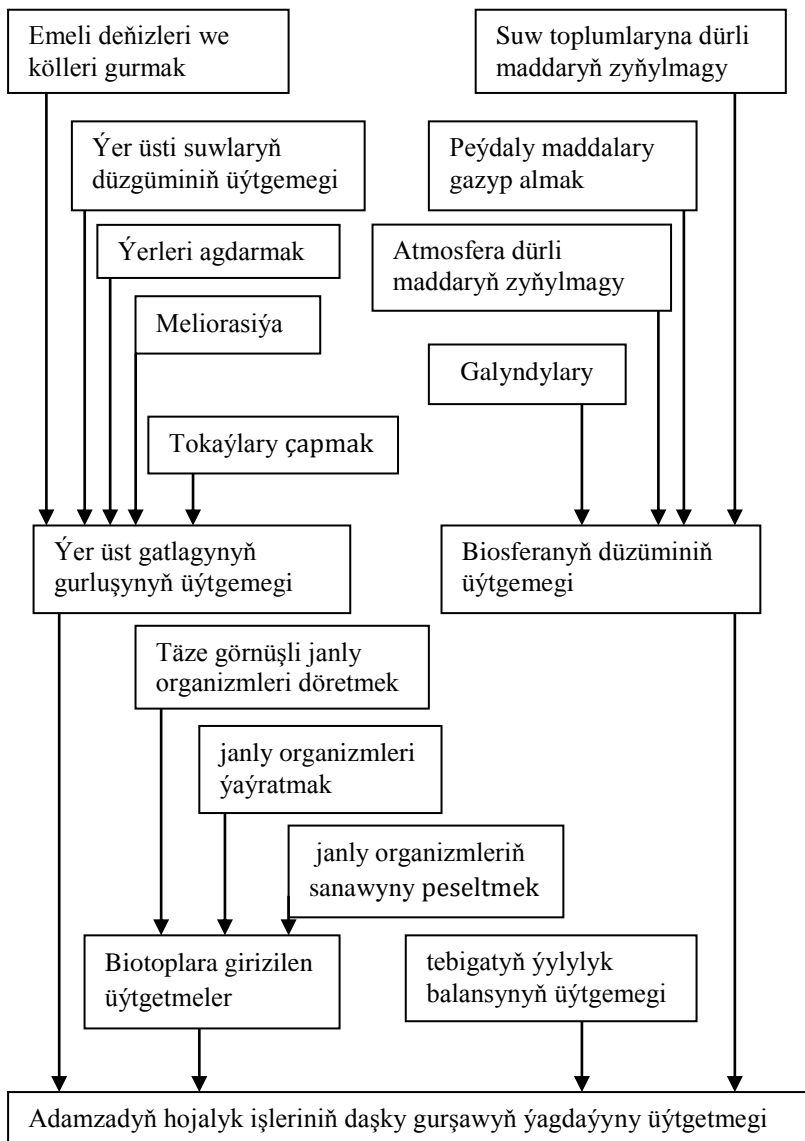 Emeli deňizleri we
kölleri gurmak
Suw toplumlaryna dürli
maddaryň zyňylmagy
Ýer üsti suwlaryň
düzgüminiň üýtgemegi
Peýdaly maddalary
gazyp almak
Ýerleri agdarmak
Atmosfera dürli
maddaryň zyňylmagy
Meliorasiýa
Galyndylary
Tokaýlary çapmak
Ýer üst gatlagynyň
gurluşynyň üýtgemegi
Biosferanyň düzüminiň
üýtgemegi
Täze görnüşli janly
organizmleri döretmek
janly organizmleri
ýaýratmak
janly organizmleriň
sanawyny peseltmek
Biotoplara girizilen
üýtgetmeler
tebigatyň ýylylyk
balansynyň üýtgemegi
Adamzadyň hojalyk işleriniň daşky gurşawyň ýagdaýyny üýtgetmegi